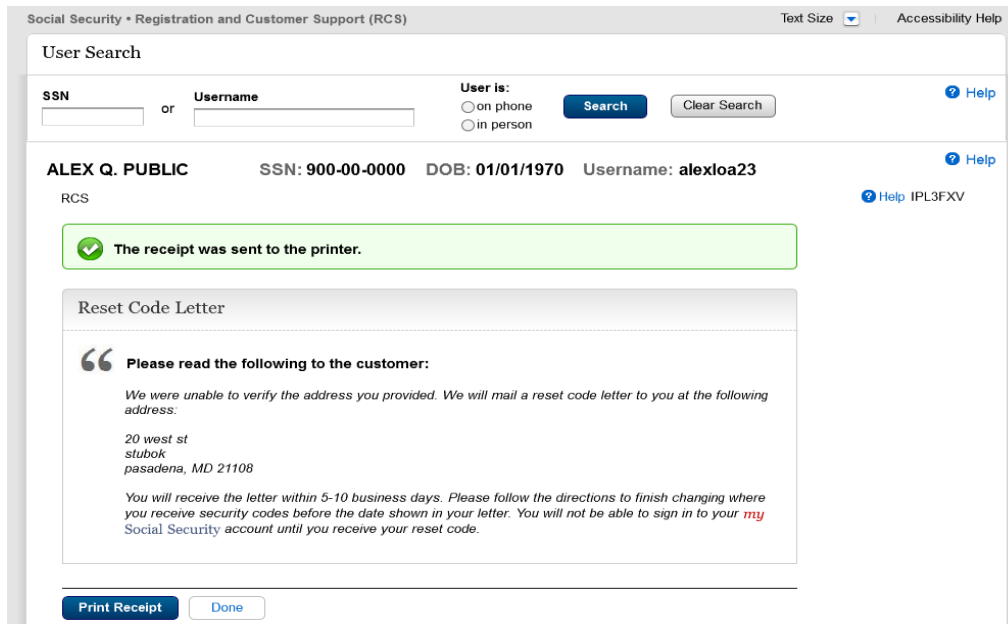 Social Security • Registration and Customer Support (RCS) Text Size Accessibility Help
User Search
SSN or Username User is: on phone in person Search Clear Search Help
ALEX Q. PUBLIC SSN: 900-00-0000 DOB: 01/01/1970 Username: alexloa23 Help
RCS Help IPL3FXV
The receipt was sent to the printer.
Reset Code Letter
“ Please read the following to the customer:
We were unable to verify the address you provided. We will mail a reset code letter to you at the following
address:
20 west st
stubok
pasadena, MD 21108
You will receive the letter within 5-10 business days. Please follow the directions to finish changing where
you receive security codes before the date shown in your letter. You will not be able to sign in to your my
Social Security account until you receive your reset code.
Print Receipt Done